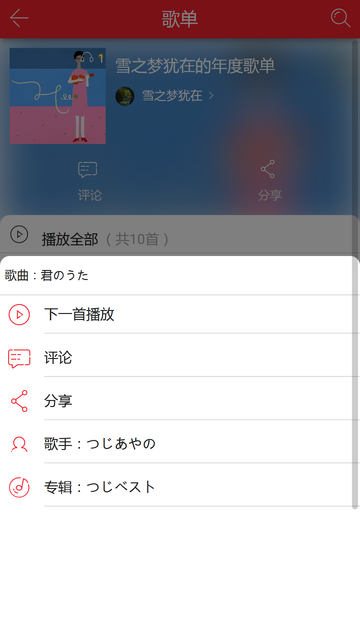 歌单
1
雪之梦犹在的年度歌单
雪之梦犹在
评论
分享
播放全部（共10首）
歌曲：君のうた
下一首播放
评论
分享
歌手：つじあやの
专辑：つじベスト